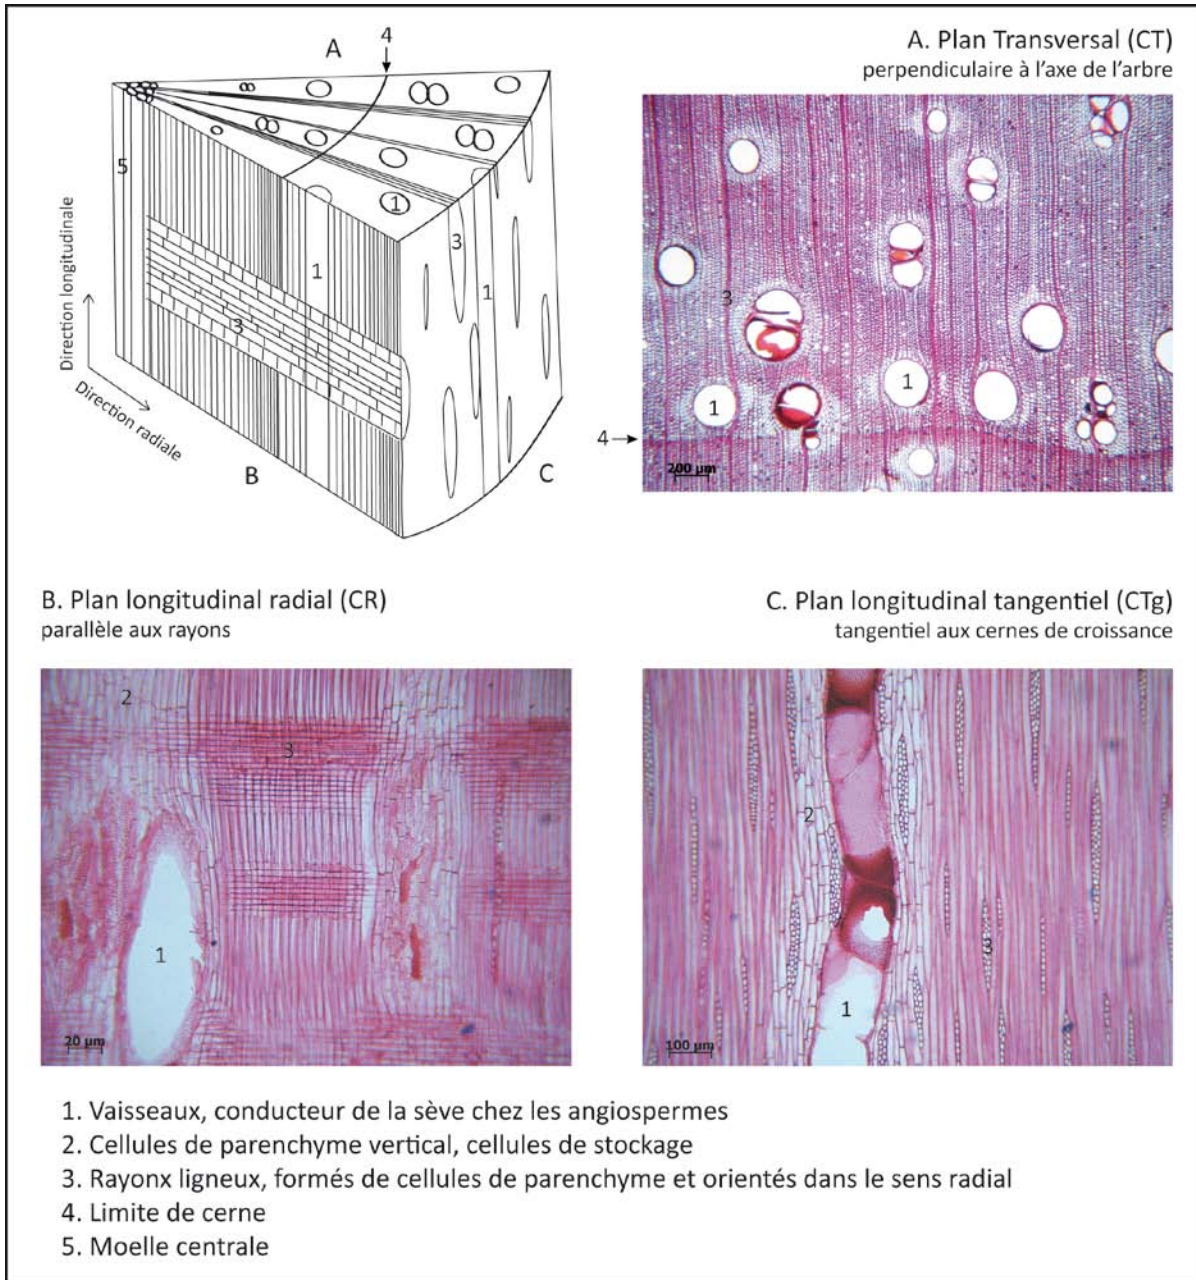 A
4
A. Plan Transversal (CT)
perpendiculaire à l'axe de l'arbre
5
1
3
1
1
3
Direction longitudinale
Direction radiale
B
C
3
1
1
4
200 µm
B. Plan longitudinal radial (CR)
parallèle aux rayons
C. Plan longitudinal tangentiel (CTg)
tangentiel aux cernes de croissance
2
3
1
20 µm
2
3
1
100 µm
1. Vaisseaux, conducteur de la sève chez les angiospermes
2. Cellules de parenchyme vertical, cellules de stockage
3. Rayonx ligneux, formés de cellules de parenchyme et orientés dans le sens radial
4. Limite de cerne
5. Moelle centrale